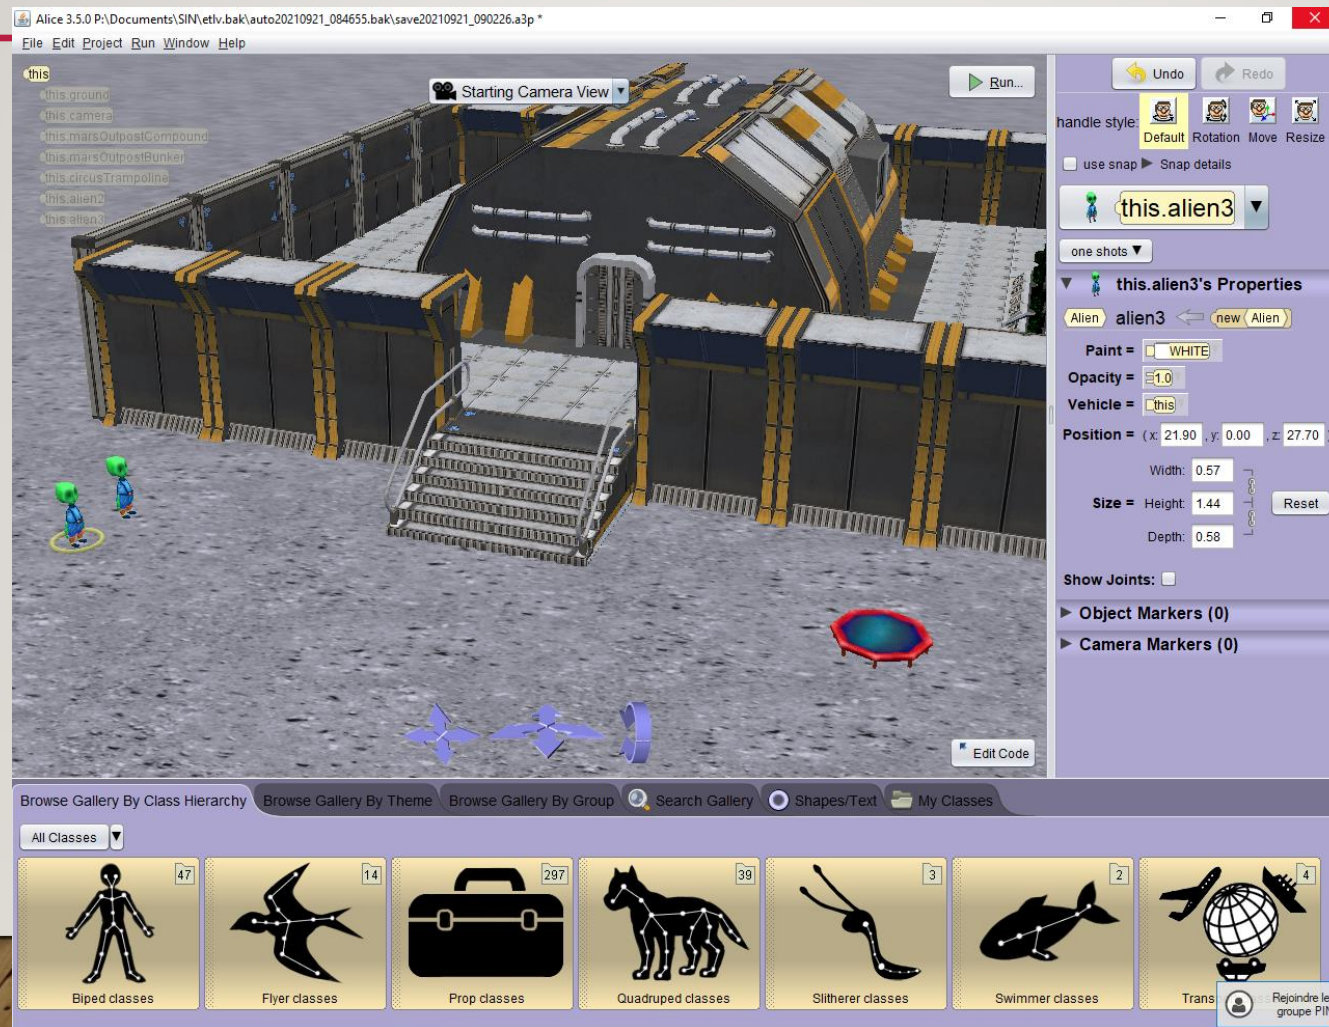 Alice 3.5.0 P:\Documents\SIN\etlv.bak\auto20210921_084655.bak\save20210921_090226.a3p *
File Edit Project Run Window Help
this
this.ground
this.camera
this.marsOutpostCompound
this.marsOutpostBunker
this.circusTrampoline
this.alien2
this.alien3
Starting Camera View
Run...
Undo
Redo
handle style:
Default Rotation Move Resize
use snap Snap details
this.alien3
one shots
this.alien3's Properties
Alien alien3 new Alien
Paint = WHITE
Opacity = 1.0
Vehicle = this
Position = (x: 21.90 , y: 0.00 , z: 27.70
Width: 0.57
Size = Height: 1.44 Reset
Depth: 0.58
Show Joints:
Object Markers (0)
Camera Markers (0)
Edit Code
Browse Gallery By Class Hierarchy Browse Gallery By Theme Browse Gallery By Group Search Gallery Shapes/Text My Classes
All Classes
47 14 297 39 3 2 4
Biped classes Flyer classes Prop classes Quadruped classes Slitherer classes Swimmer classes
Rejoindre le
groupe